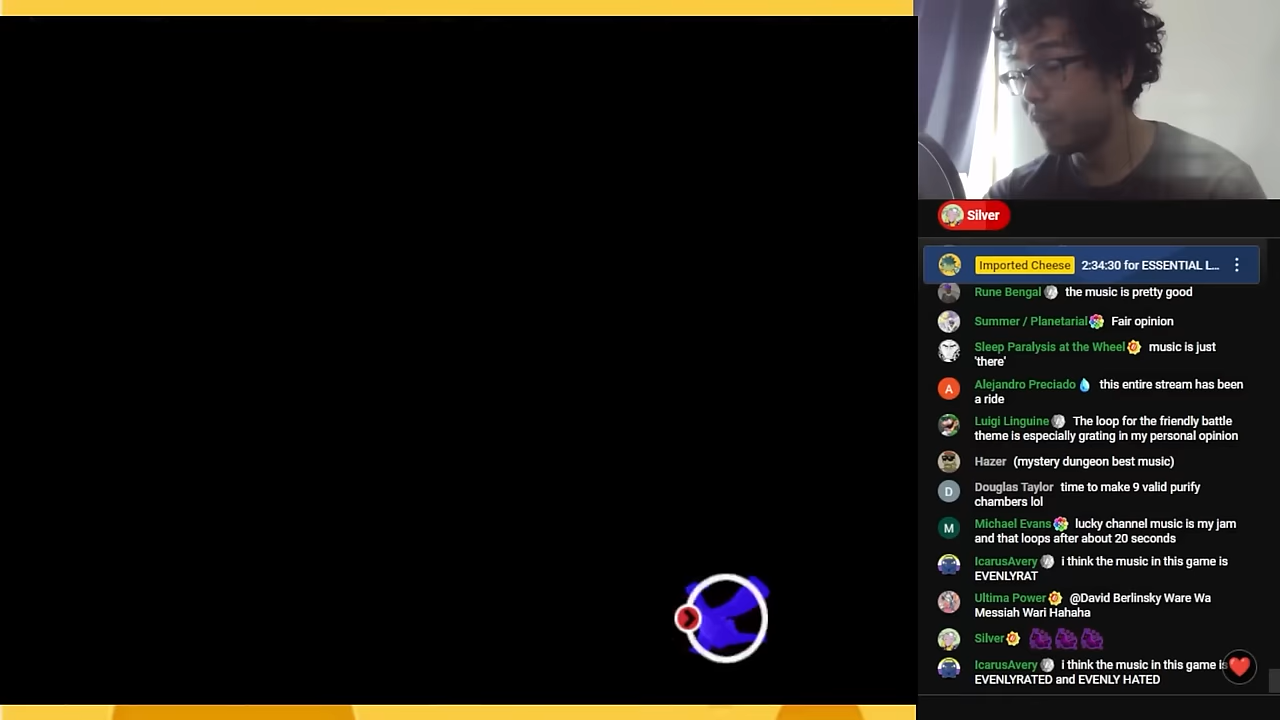 Silver
Imported Cheese 2:34:30 for ESSENTIAL L...
Rune Bengal the music is pretty good
Summer / Planetarial Fair opinion
Sleep Paralysis at the Wheel music is just
'there'
Alejandro Preciado this entire stream has been
a ride
Luigi Linguine The loop for the friendly battle
theme is especially grating in my personal opinion
Hazer (mystery dungeon best music)
Douglas Taylor time to make 9 valid purify
chambers lol
Michael Evans lucky channel music is my jam
and that loops after about 20 seconds
IcarusAvery i think the music in this game is
EVENLYRAT
Ultima Power @David Berlinsky Ware Wa
Messiah Wari Hahaha
Silver
IcarusAvery i think the music in this game is
EVENLYRATED and EVENLY HATED
A
D
M